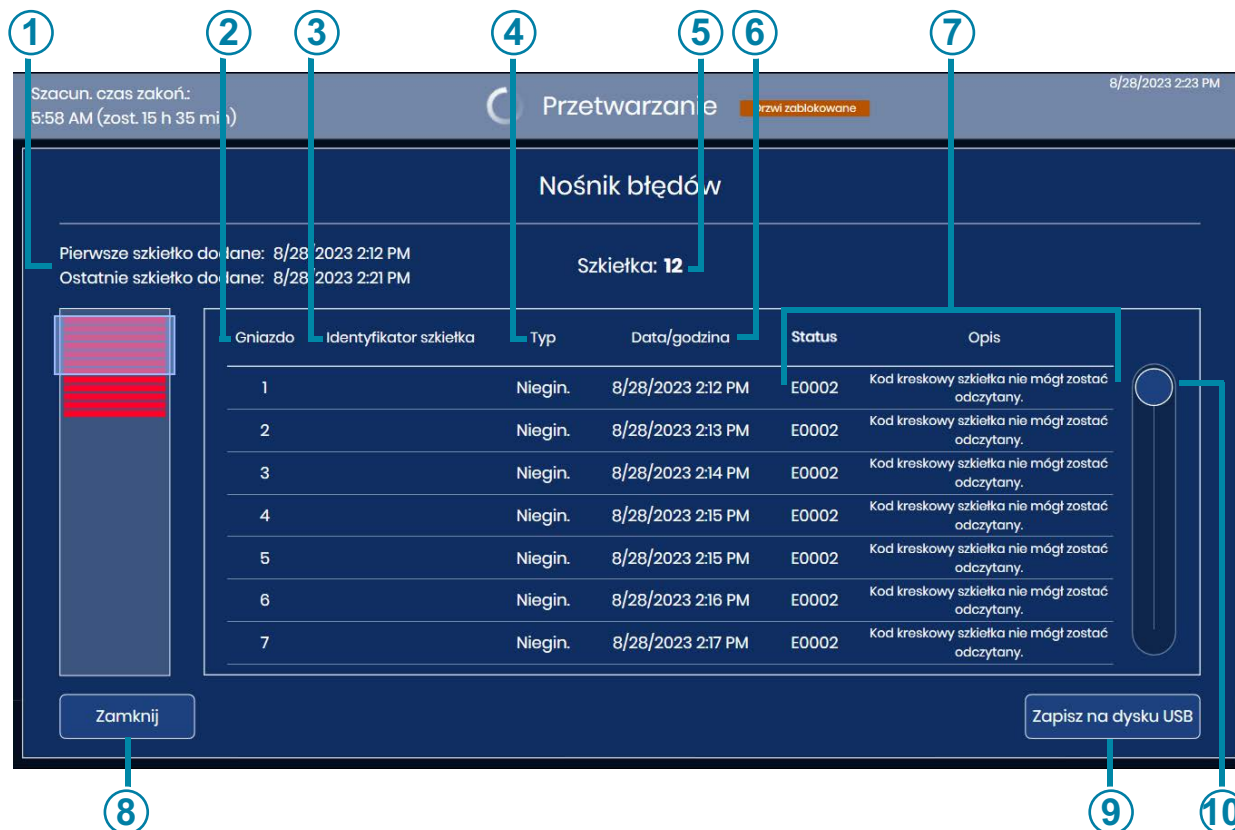 1 2 3 4 5 6 7
8/28/2023 2:23 PM
Szacun. czas zakoń.:
5:58 AM (zost. 15 h 35 min)
Przetwarzanie
Drzwi zablokowane
Nośnik błędów
Pierwsze szkiełko dodane: 8/28/2023 2:12 PM
Ostatnie szkiełko dodane: 8/28/2023 2:21 PM
Szkiełka: 12
Gniazdo Identyfikator szkiełka Typ Data/godzina Status Opis
1 Niegin. 8/28/2023 2:12 PM E0002 Kod kreskowy szkiełka nie mógł zostać
odczytany.
2 Niegin. 8/28/2023 2:13 PM E0002 Kod kreskowy szkiełka nie mógł zostać
odczytany.
3 Niegin. 8/28/2023 2:14 PM E0002 Kod kreskowy szkiełka nie mógł zostać
odczytany.
4 Niegin. 8/28/2023 2:15 PM E0002 Kod kreskowy szkiełka nie mógł zostać
odczytany.
5 Niegin. 8/28/2023 2:15 PM E0002 Kod kreskowy szkiełka nie mógł zostać
odczytany.
6 Niegin. 8/28/2023 2:16 PM E0002 Kod kreskowy szkiełka nie mógł zostać
odczytany.
7 Niegin. 8/28/2023 2:17 PM E0002 Kod kreskowy szkiełka nie mógł zostać
odczytany.
Zamknij
Zapisz na dysku USB
8 9 10